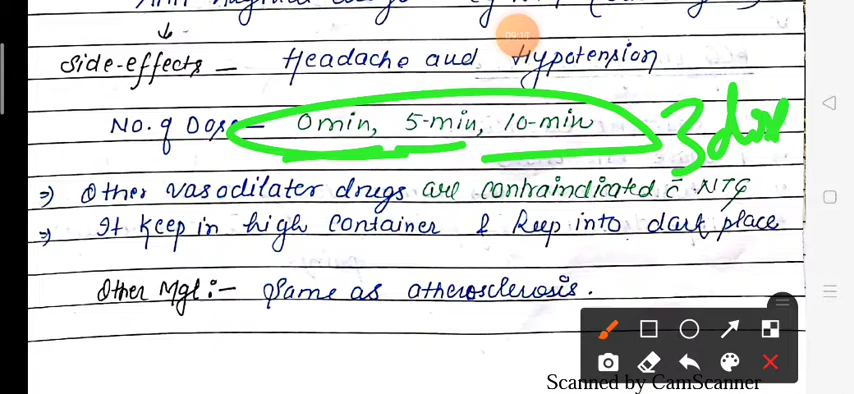 Side-effects – Headache and Hypotension
09:10
No. of Dose – 0 min, 5-min, 10-min
3 dose
⇒ Other vasodilater drugs are contraindicated c̄ NTG
⇒ It keep in high container & keep into dark place
Other Mgt:- Same as atherosclerosis.
Scanned by CamScanner